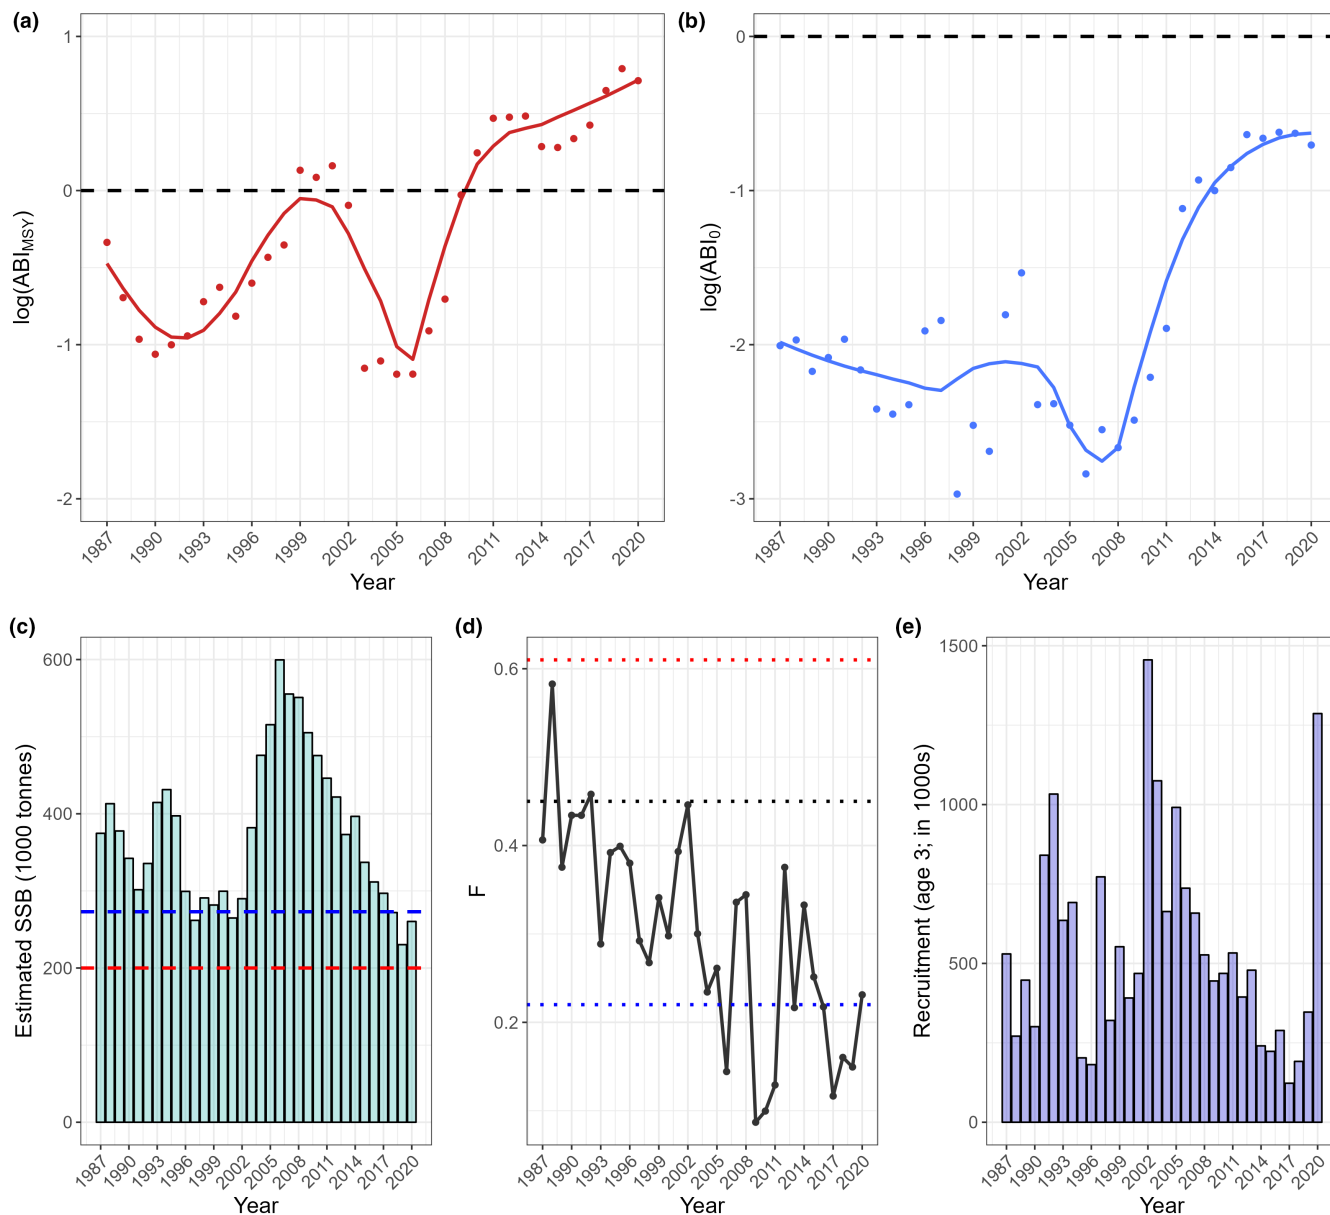 (a)
1
0
-1
-2
log(ABI_MSY)
1987 1990 1993 1996 1999 2002 2005 2008 2011 2014 2017 2020
Year
(b)
0
-1
-2
-3
log(ABI_0)
1987 1990 1993 1996 1999 2002 2005 2008 2011 2014 2017 2020
Year
(c)
600
400
200
0
Estimated SSB (1000 tonnes)
1987 1990 1993 1996 1999 2002 2005 2008 2011 2014 2017 2020
Year
(d)
0.6
0.4
0.2
F
1987 1990 1993 1996 1999 2002 2005 2008 2011 2014 2017 2020
Year
(e)
1500
1000
500
0
Recruitment (age 3; in 1000s)
1987 1990 1993 1996 1999 2002 2005 2008 2011 2014 2017 2020
Year